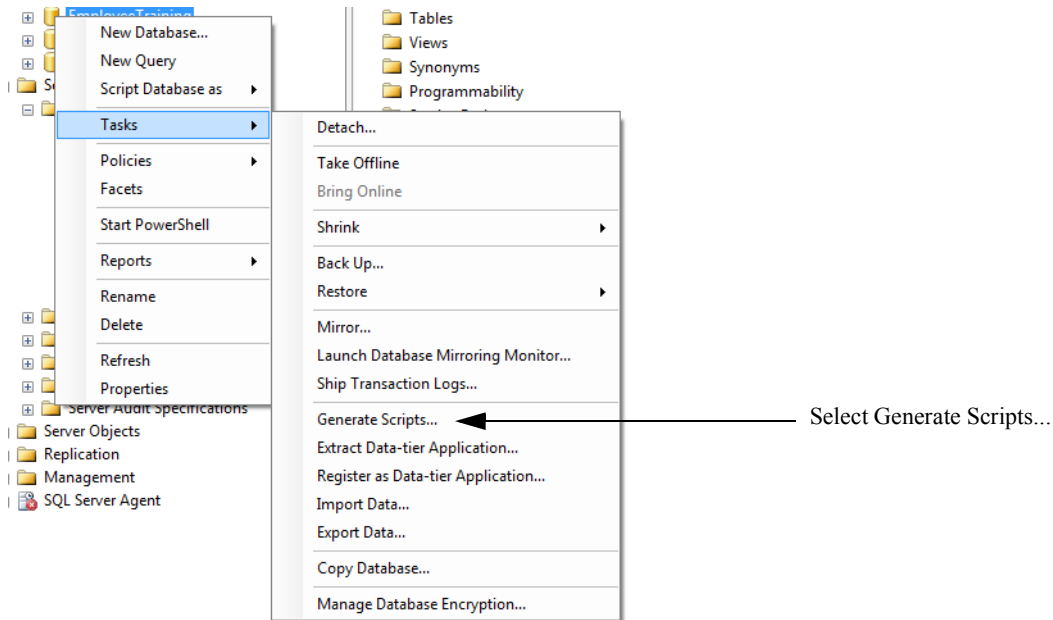 EmployeeTraining
New Database...
New Query
Script Database as
Tasks
Policies
Facets
Start PowerShell
Reports
Rename
Delete
Refresh
Properties
Server Audit Specifications
Server Objects
Replication
Management
SQL Server Agent
Tables
Views
Synonyms
Programmability
Detach...
Take Offline
Bring Online
Shrink
Back Up...
Restore
Mirror...
Launch Database Mirroring Monitor...
Ship Transaction Logs...
Generate Scripts...
Extract Data-tier Application...
Register as Data-tier Application...
Import Data...
Export Data...
Copy Database...
Manage Database Encryption...
Select Generate Scripts...